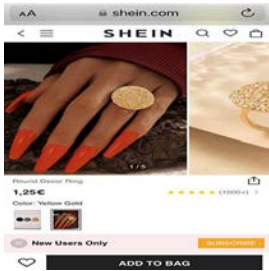 AA shein.com
SHEIN
1/5
Round Decor Ring
1,25€ (1000+) >
Color: Yellow Gold
New Users Only SUBSCRIBE
ADD TO BAG